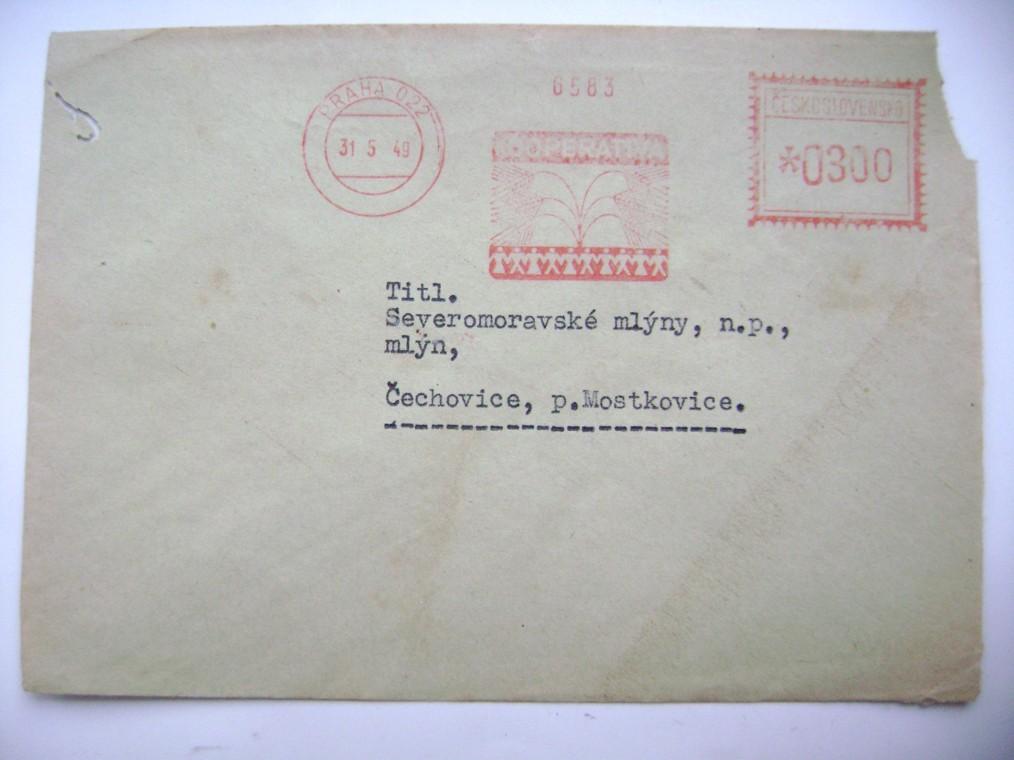 PRAHA 022
31 5 49
6583
KOOPERATIVA
ČESKOSLOVENSKO
*0300
Titl.
Severomoravské mlýny, n.p.,
mlýn,
Čechovice, p.Mostkovice.